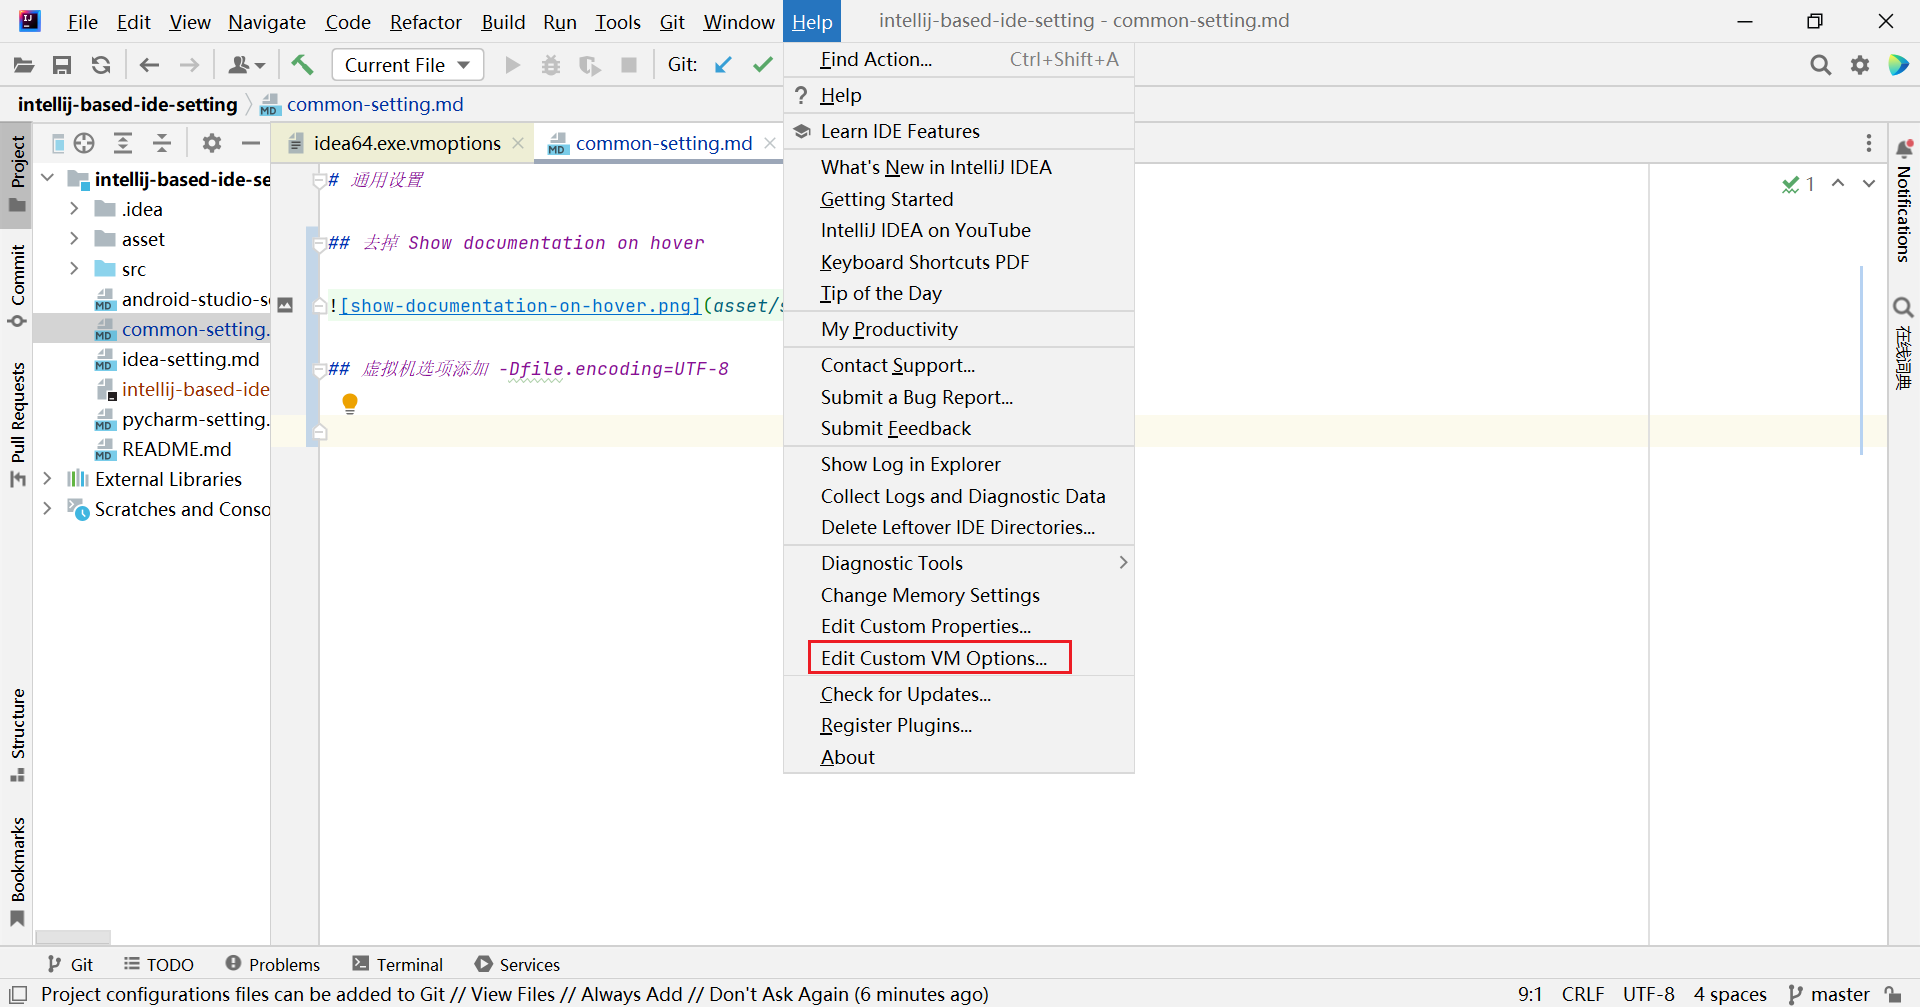 File Edit View Navigate Code Refactor Build Run Tools Git Window Help intellij-based-ide-setting - common-setting.md
Current File Git:
intellij-based-ide-setting common-setting.md
idea64.exe.vmoptions common-setting.md
Project
Commit
Pull Requests
Structure
Bookmarks
intellij-based-ide-se
.idea
asset
src
android-studio-s
common-setting.
idea-setting.md
intellij-based-ide
pycharm-setting.
README.md
External Libraries
Scratches and Conso
# 通用设置
## 去掉 Show documentation on hover
![show-documentation-on-hover.png](asset/s
## 虚拟机选项添加 -Dfile.encoding=UTF-8
Find Action... Ctrl+Shift+A
? Help
Learn IDE Features
What's New in IntelliJ IDEA
Getting Started
IntelliJ IDEA on YouTube
Keyboard Shortcuts PDF
Tip of the Day
My Productivity
Contact Support...
Submit a Bug Report...
Submit Feedback
Show Log in Explorer
Collect Logs and Diagnostic Data
Delete Leftover IDE Directories...
Diagnostic Tools
Change Memory Settings
Edit Custom Properties...
Edit Custom VM Options...
Check for Updates...
Register Plugins...
About
1
Notifications
在线词典
Git TODO Problems Terminal Services
Project configurations files can be added to Git // View Files // Always Add // Don't Ask Again (6 minutes ago) 9:1 CRLF UTF-8 4 spaces master